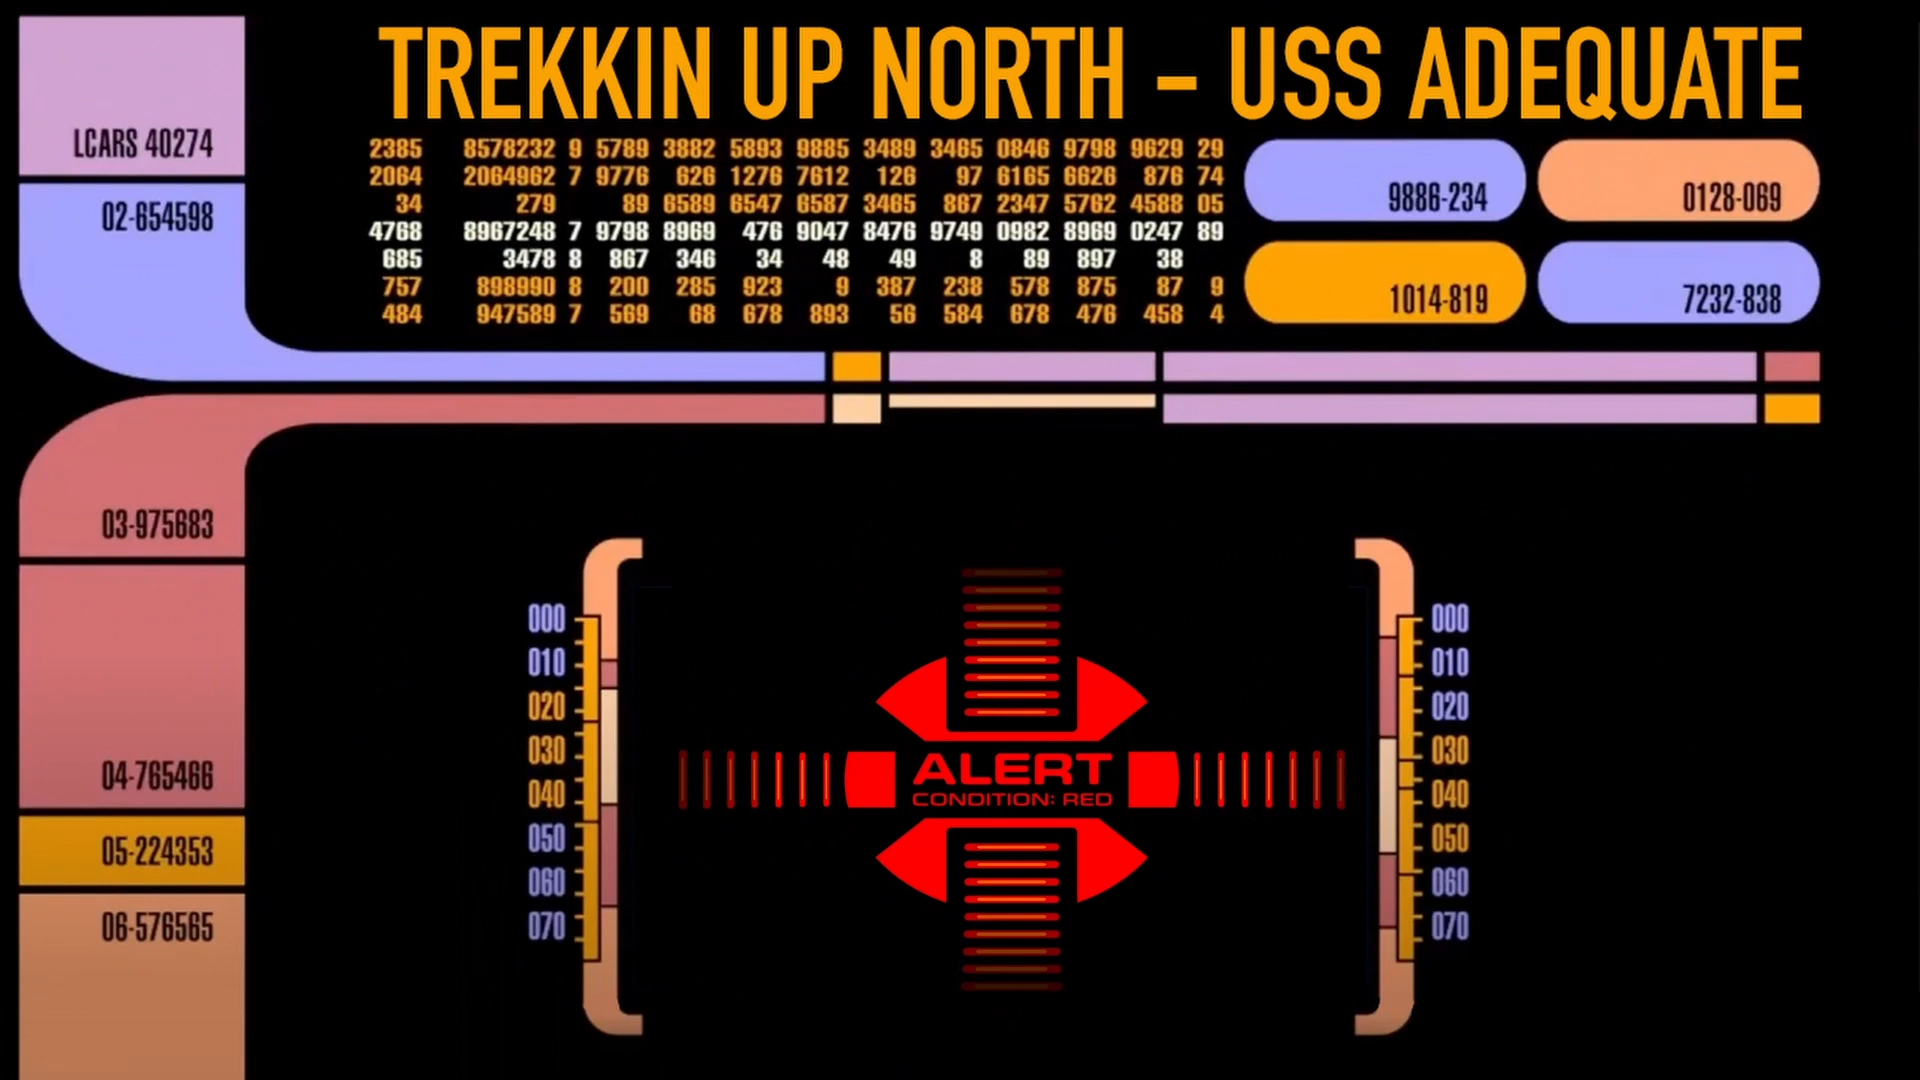 TREKKIN UP NORTH – USS ADEQUATE
LCARS 40274
02-654598
2385 8578232 9 5789 3882 5893 9885 3489 3465 0846 9798 9629 29
2064 2064962 7 9776 626 1276 7612 126 97 6165 6626 876 74
34 279 89 6589 6547 6587 3465 867 2347 5762 4588 05
4768 8967248 7 9798 8969 476 9047 8476 9749 0982 8969 0247 89
685 3478 8 867 346 34 48 49 8 89 897 38
757 898990 8 200 285 923 9 387 238 578 875 87 9
484 947589 7 569 68 678 893 56 584 678 476 458 4
9886-234
0128-069
1014-819
7232-838
03-975683
04-765466
05-224353
06-576565
000
010
020
030
040
050
060
070
ALERT
CONDITION: RED
000
010
020
030
040
050
060
070